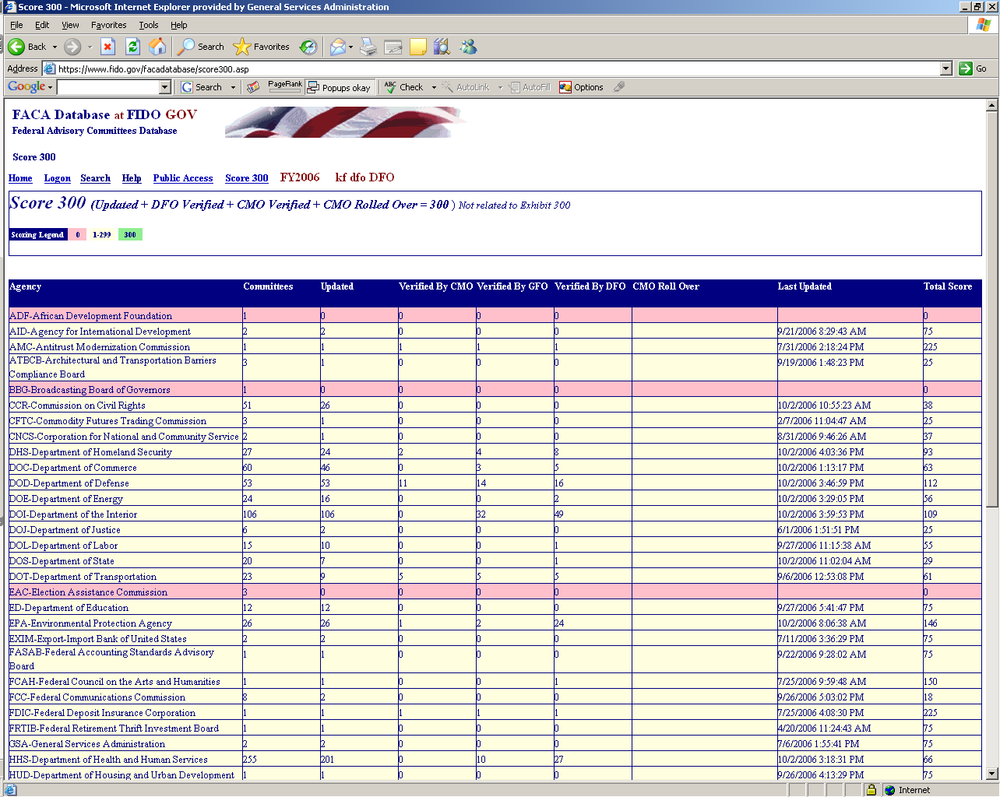 Score 300 - Microsoft Internet Explorer provided by General Services Administration
File Edit View Favorites Tools Help
Back Search Favorites
Address https://www.fido.gov/facadatabase/score300.asp Go
Google Search PageRank Popups okay ABC Check AutoLink AutoFill Options
FACA Database at FIDO GOV
Federal Advisory Committees Database
Score 300
Home Logon Search Help Public Access Score 300 FY2006 kf dfo DFO
Score 300 (Updated + DFO Verified + CMO Verified + CMO Rolled Over = 300 ) Not related to Exhibit 300
Scoring Legend 0 1-299 300
Agency Committees Updated Verified By CMO Verified By GFO Verified By DFO CMO Roll Over Last Updated Total Score
ADF-African Development Foundation 1 0 0 0 0 0
AID-Agency for International Development 2 2 0 0 0 9/21/2006 8:29:43 AM 75
AMC-Antitrust Modernization Commission 1 1 1 1 1 7/31/2006 2:18:24 PM 225
ATBCB-Architectural and Transportation Barriers
Compliance Board 3 1 0 0 0 9/19/2006 1:48:23 PM 25
BBG-Broadcasting Board of Governors 1 0 0 0 0 0
CCR-Commission on Civil Rights 51 26 0 0 0 10/2/2006 10:55:23 AM 38
CFTC-Commodity Futures Trading Commission 3 1 0 0 0 2/7/2006 11:04:47 AM 25
CNCS-Corporation for National and Community Service 2 1 0 0 0 8/31/2006 9:46:26 AM 37
DHS-Department of Homeland Security 27 24 2 4 8 10/2/2006 4:03:36 PM 93
DOC-Department of Commerce 60 46 0 3 5 10/2/2006 1:13:17 PM 63
DOD-Department of Defense 53 53 11 14 16 10/2/2006 3:46:59 PM 112
DOE-Department of Energy 24 16 0 0 2 10/2/2006 3:29:05 PM 56
DOI-Department of the Interior 106 106 0 32 49 10/2/2006 3:59:53 PM 109
DOJ-Department of Justice 6 2 0 0 0 6/1/2006 1:51:51 PM 25
DOL-Department of Labor 15 10 0 0 1 9/27/2006 11:15:38 AM 55
DOS-Department of State 20 7 0 0 1 10/2/2006 11:02:04 AM 29
DOT-Department of Transportation 23 9 5 5 5 9/6/2006 12:53:08 PM 61
EAC-Election Assistance Commission 3 0 0 0 0 0
ED-Department of Education 12 12 0 0 0 9/27/2006 5:41:47 PM 75
EPA-Environmental Protection Agency 26 26 1 2 24 10/2/2006 8:06:38 AM 146
EXIM-Export-Import Bank of United States 2 2 0 0 0 7/11/2006 3:36:29 PM 75
FASAB-Federal Accounting Standards Advisory
Board 1 1 0 0 0 9/22/2006 9:28:02 AM 75
FCAH-Federal Council on the Arts and Humanities 1 1 0 0 1 7/25/2006 9:59:48 AM 150
FCC-Federal Communications Commission 8 2 0 0 0 9/26/2006 5:03:02 PM 18
FDIC-Federal Deposit Insurance Corporation 1 1 1 1 1 7/25/2006 4:08:30 PM 225
FRTIB-Federal Retirement Thrift Investment Board 1 1 0 0 0 4/20/2006 11:24:43 AM 75
GSA-General Services Administration 2 2 0 0 0 7/6/2006 1:55:41 PM 75
HHS-Department of Health and Human Services 255 201 0 10 27 10/2/2006 3:18:31 PM 66
HUD-Department of Housing and Urban Development 1 1 0 0 0 9/26/2006 4:13:29 PM 75
Internet